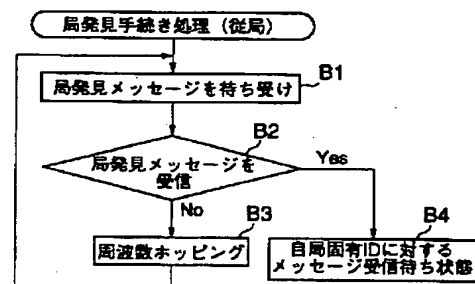 局発見手続き処理（従局）
B1
局発見メッセージを待ち受け
B2
局発見メッセージを
受信
Yes
No
B3
周波数ホッピング
B4
自局固有IDに対する
メッセージ受信待ち状態